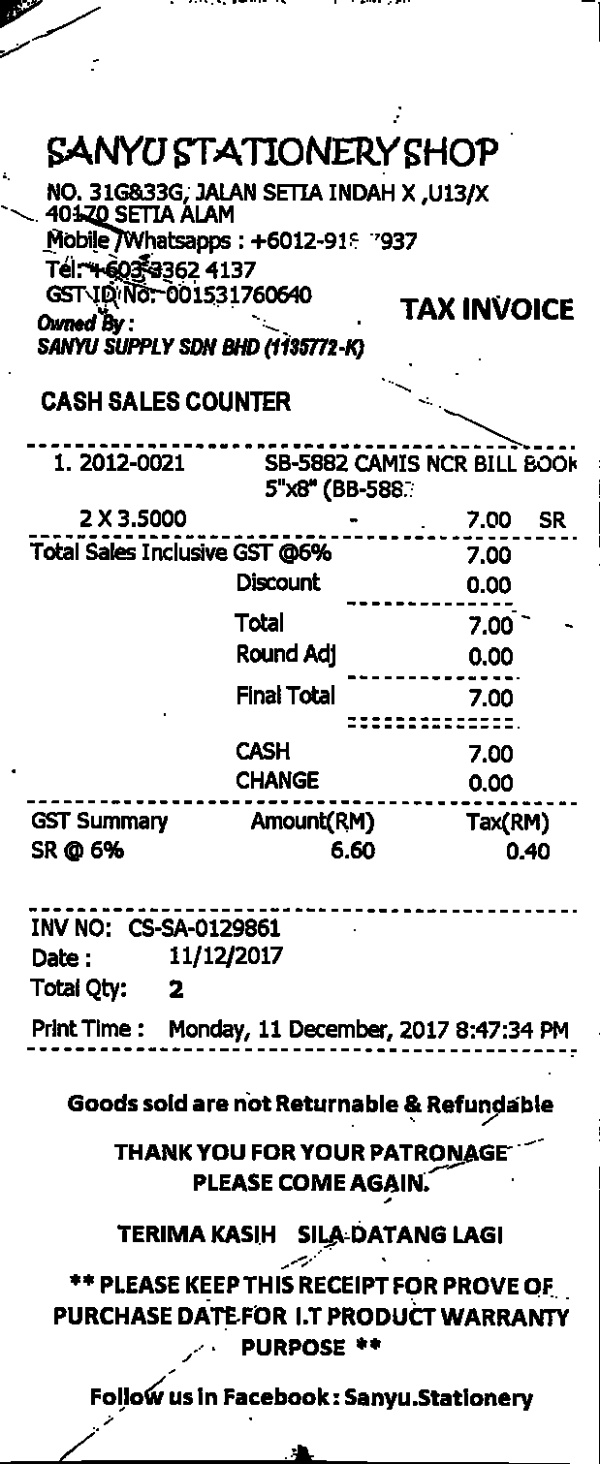 SANYU STATIONERY SHOP
NO. 31G&33G, JALAN SETIA INDAH X ,U13/X
40170 SETIA ALAM
Mobile /Whatsapps :
Tel: +603-3362 4137
GST ID No: 001531760640
TAX INVOICE
Owned By :
SANYU SUPPLY SDN BHD (1135772-K)
CASH SALES COUNTER
1. 2012-0021 SB-5882 CAMIS NCR BILL BOOK
5"x8"
2 X 3.5000 - 7.00 SR
Total Sales Inclusive GST @6% 7.00
Discount 0.00
Total 7.00
Round Adj 0.00
Final Total 7.00
CASH 7.00
CHANGE 0.00
GST Summary Amount(RM) Tax(RM)
SR @ 6% 6.60 0.40
INV NO: CS-SA-0129861
Date : 11/12/2017
Total Qty: 2
Print Time : Monday, 11 December, 2017 8:47:34 PM
Goods sold are not Returnable & Refundable
THANK YOU FOR YOUR PATRONAGE
PLEASE COME AGAIN.
TERIMA KASIH SILA DATANG LAGI
** PLEASE KEEP THIS RECEIPT FOR PROVE OF
PURCHASE DATE FOR I.T PRODUCT WARRANTY
PURPOSE **
Follow us in Facebook : Sanyu.Stationery